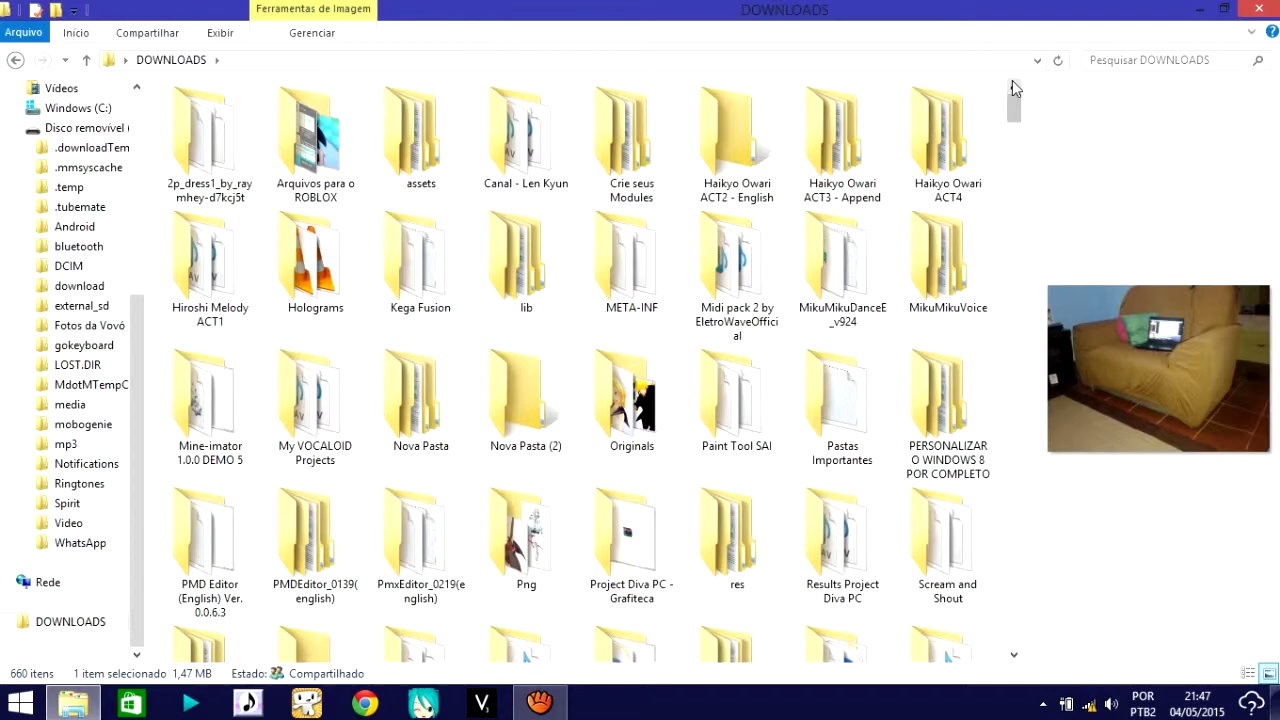 Ferramentas de Imagem
DOWNLOADS
Arquivo
Início
Compartilhar
Exibir
Gerenciar
DOWNLOADS
Pesquisar DOWNLOADS
Vídeos
Windows (C:)
Disco removível (
.downloadTem
.mmsyscache
.temp
.tubemate
Android
bluetooth
DCIM
download
external_sd
Fotos da Vovó
gokeyboard
LOST.DIR
MdotMTempC
media
mobogenie
mp3
Notifications
Ringtones
Spirit
Video
WhatsApp
Rede
DOWNLOADS
2p_dress1_by_ray
mhey-d7kcj5t
Arquivos para o
ROBLOX
assets
Canal - Len Kyun
Crie seus
Modules
Haikyo Owari
ACT2 - English
Haikyo Owari
ACT3 - Append
Haikyo Owari
ACT4
Hiroshi Melody
ACT1
Holograms
Kega Fusion
lib
META-INF
Midi pack 2 by
EletroWaveOffici
al
MikuMikuDanceE
_v924
MikuMikuVoice
Mine-imator
1.0.0 DEMO 5
My VOCALOID
Projects
Nova Pasta
Nova Pasta (2)
Originals
Paint Tool SAI
Pastas
Importantes
PERSONALIZAR
O WINDOWS 8
POR COMPLETO
PMD Editor
(English) Ver.
0.0.6.3
PMDEditor_0139(
english)
PmxEditor_0219(e
nglish)
Png
Project Diva PC -
Grafiteca
res
Results Project
Diva PC
Scream and
Shout
660 itens
1 item selecionado 1,47 MB
Estado:
Compartilhado
POR
PTB2
21:47
04/05/2015